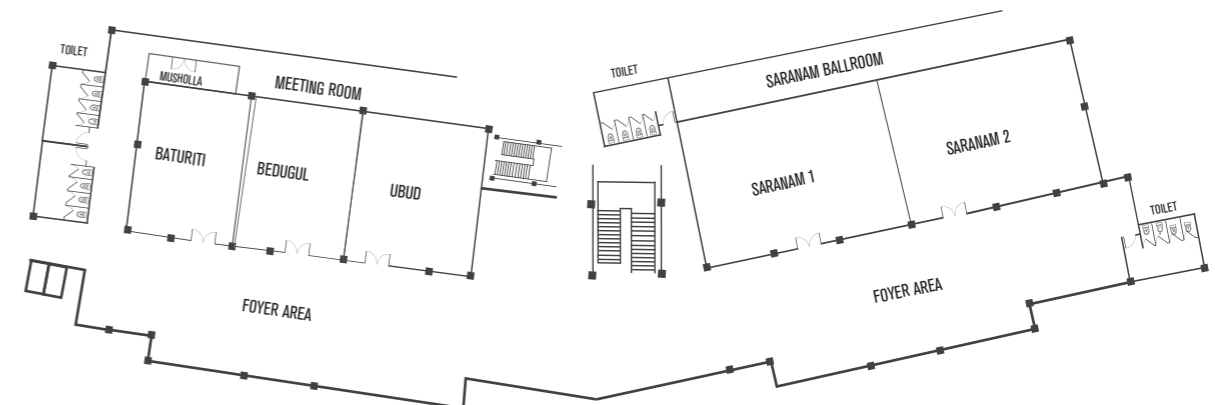 TOILET
MUSHOLLA
MEETING ROOM
BATURITI
BEDUGUL
UBUD
FOYER AREA
TOILET
SARANAM BALLROOM
SARANAM 1
SARANAM 2
TOILET
FOYER AREA